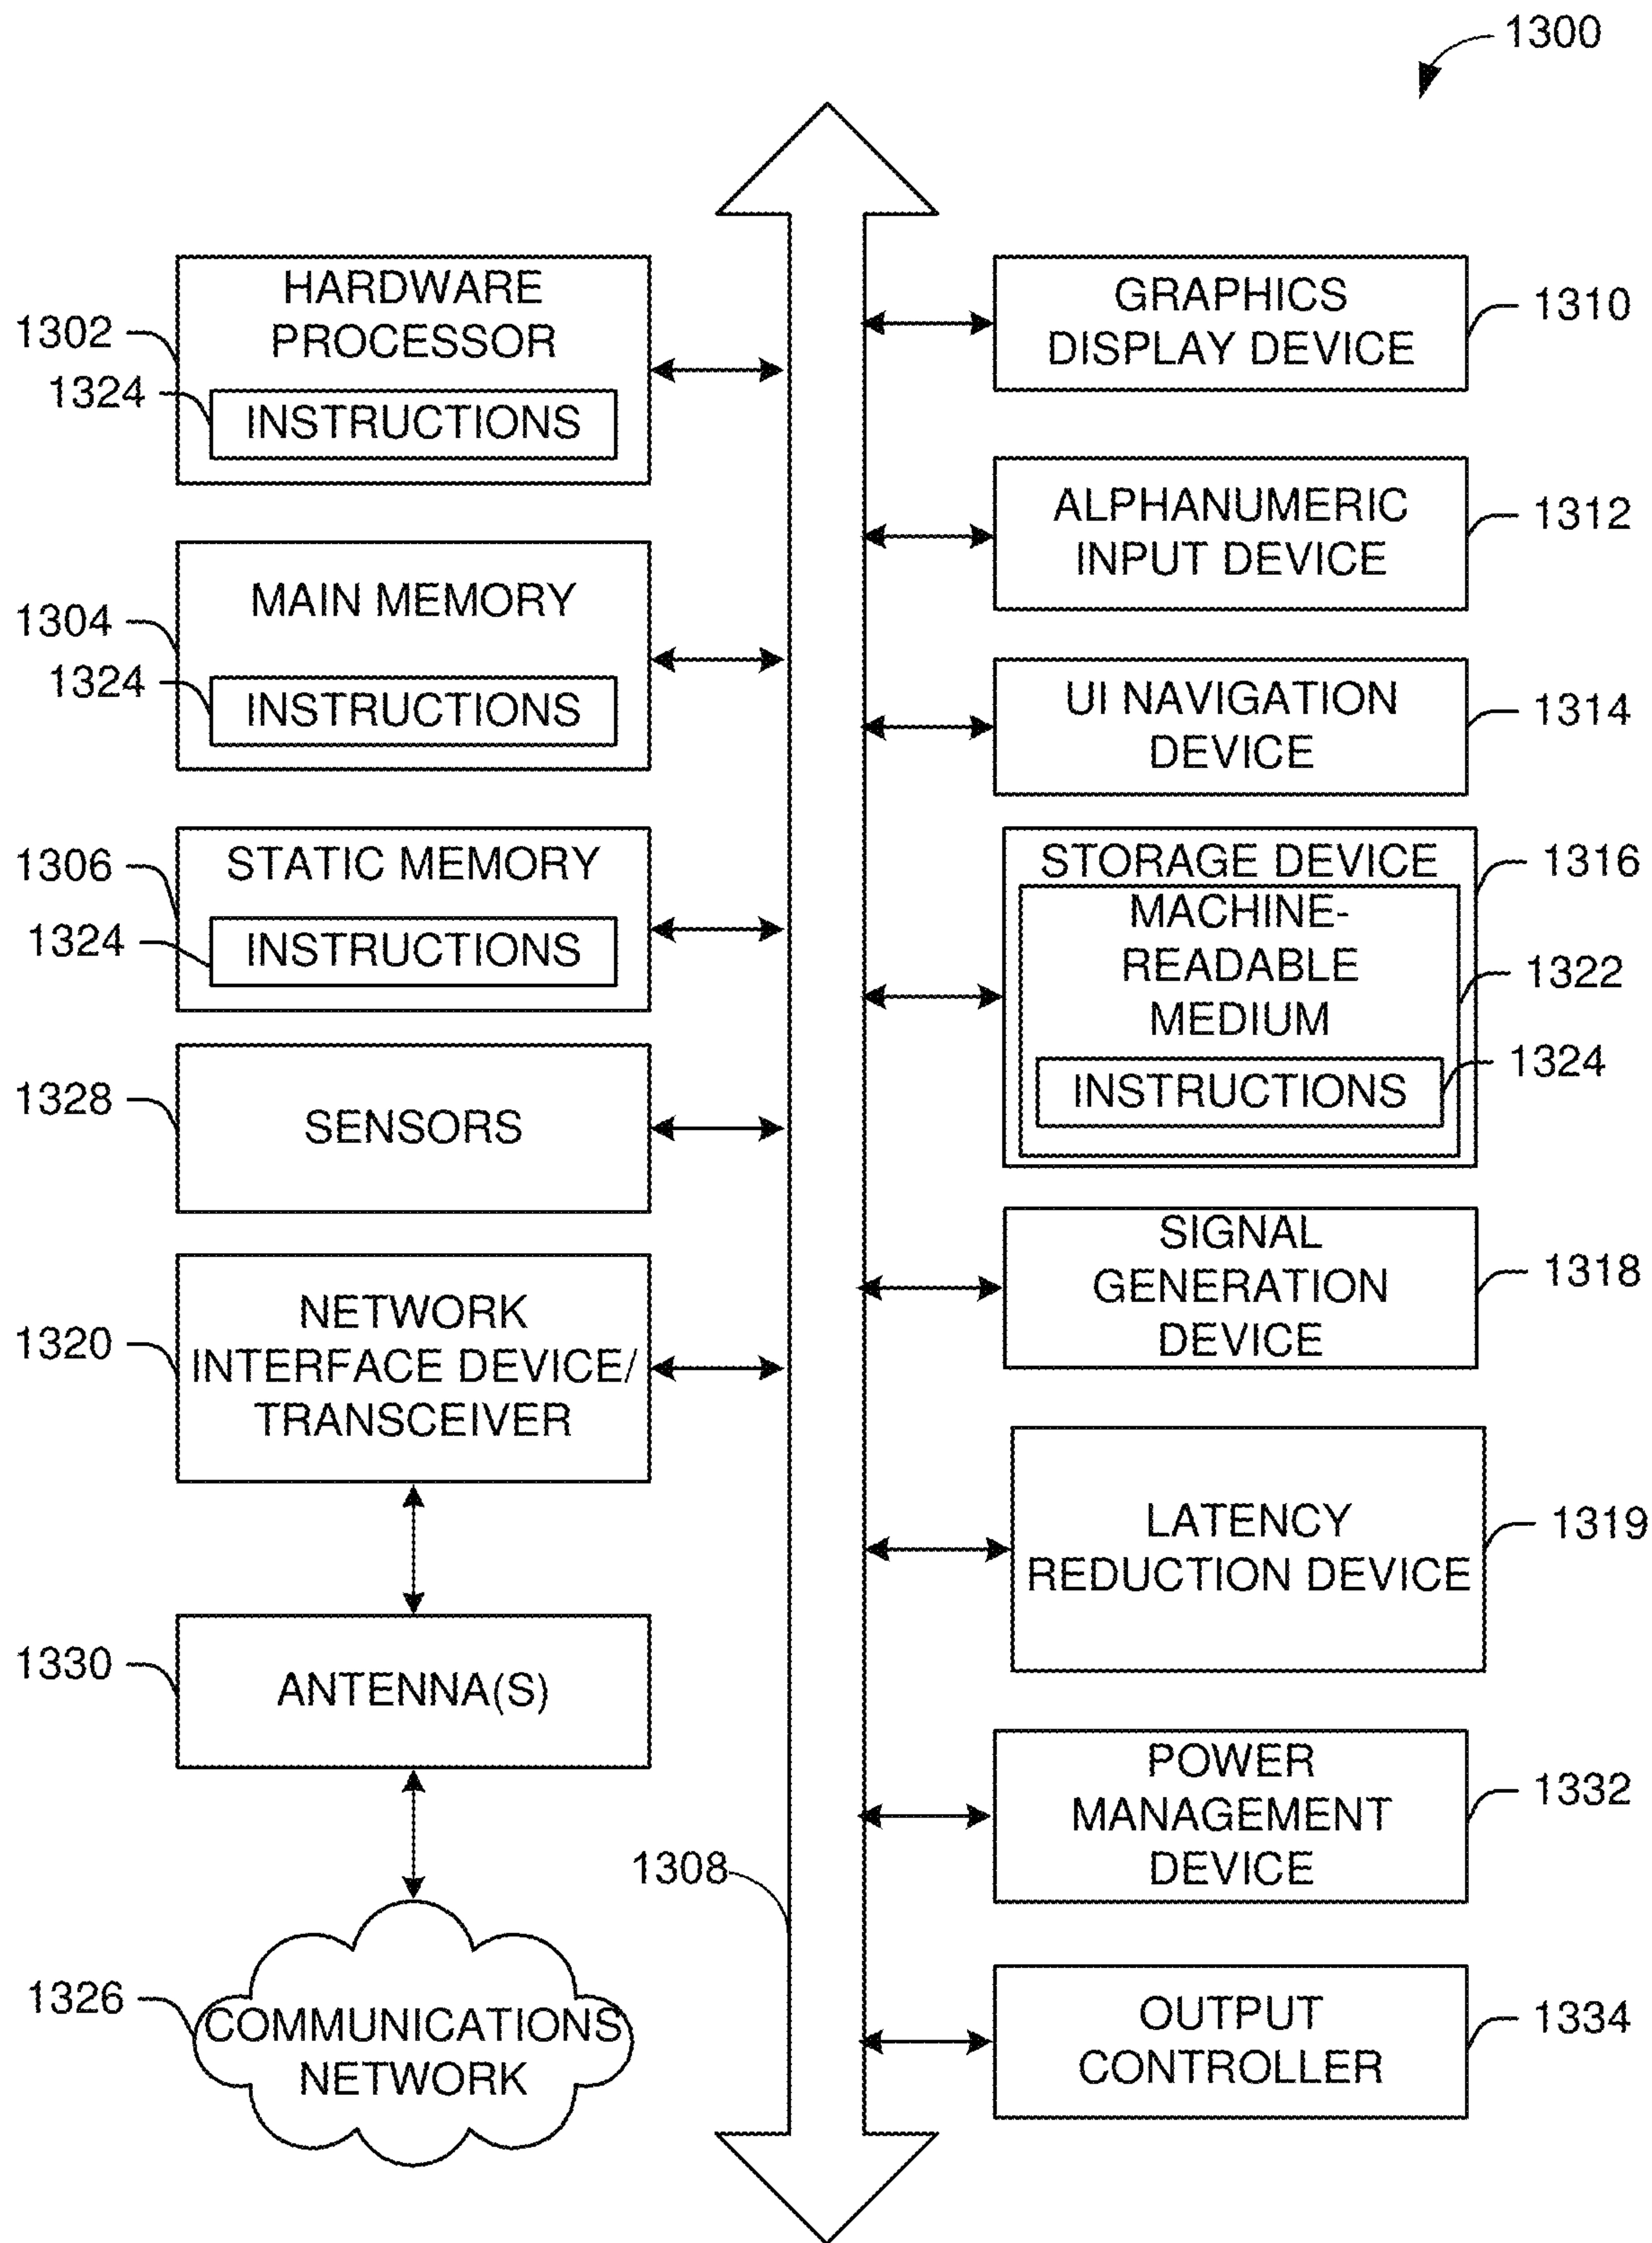 1300
HARDWARE
PROCESSOR
1302
1324
INSTRUCTIONS
MAIN MEMORY
1304
1324
INSTRUCTIONS
STATIC MEMORY
1306
1324
INSTRUCTIONS
1328
SENSORS
NETWORK
INTERFACE DEVICE/
TRANSCEIVER
1320
1330
ANTENNA(S)
1326
COMMUNICATIONS
NETWORK
1308
GRAPHICS
DISPLAY DEVICE
1310
ALPHANUMERIC
INPUT DEVICE
1312
UI NAVIGATION
DEVICE
1314
STORAGE DEVICE
1316
MACHINE-
READABLE
MEDIUM
1322
INSTRUCTIONS
1324
SIGNAL
GENERATION
DEVICE
1318
LATENCY
REDUCTION DEVICE
1319
POWER
MANAGEMENT
DEVICE
1332
OUTPUT
CONTROLLER
1334